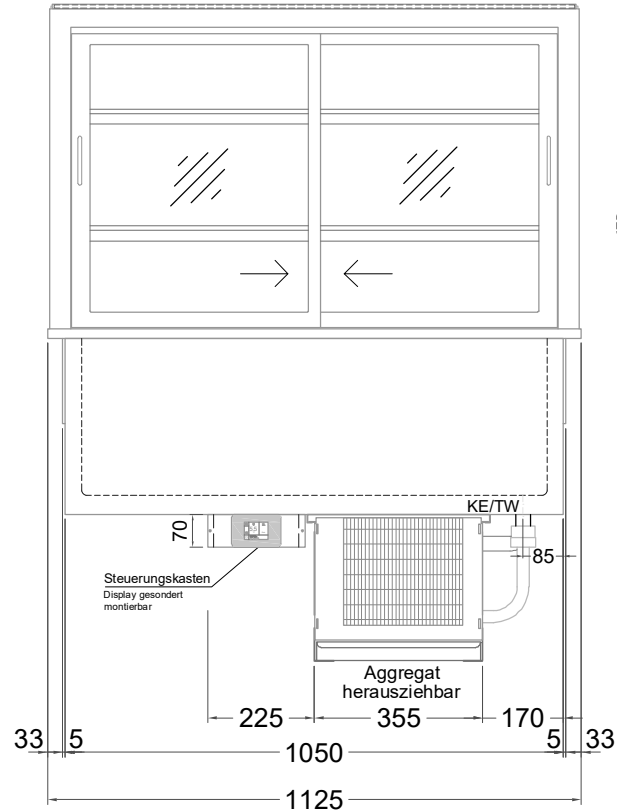 KE/TW
70
85
Steuerungskasten
Display gesondert
montierbar
Aggregat
herausziehbar
225
355
170
33
5
1050
5
33
1125